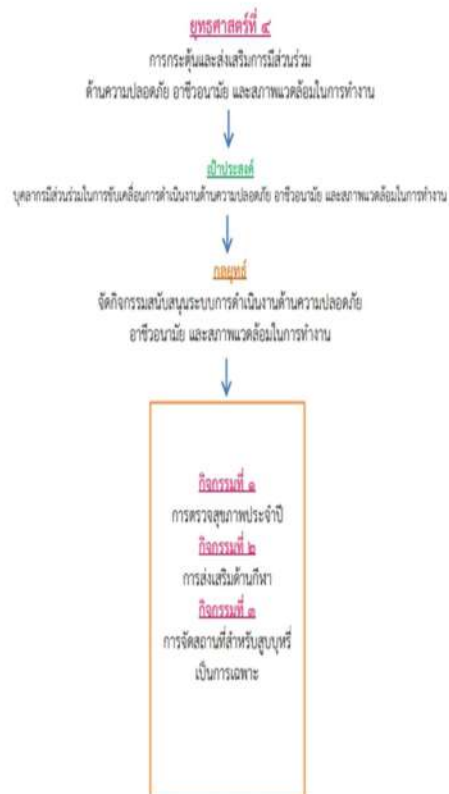 ยุทธศาสตร์ที่ ๔
การกระตุ้นและส่งเสริมการมีส่วนร่วม
ด้านความปลอดภัย อาชีวอนามัย และสภาพแวดล้อมในการทำงาน
เป้าประสงค์
บุคลากรมีส่วนร่วมในการขับเคลื่อนการดำเนินงานด้านความปลอดภัย อาชีวอนามัย และสภาพแวดล้อมในการทำงาน
กลยุทธ์
จัดกิจกรรมสนับสนุนระบบการดำเนินงานด้านความปลอดภัย
อาชีวอนามัย และสภาพแวดล้อมในการทำงาน
กิจกรรมที่ ๑
การตรวจสุขภาพประจำปี
กิจกรรมที่ ๒
การส่งเสริมด้านกีฬา
กิจกรรมที่ ๓
การจัดสถานที่สำหรับสูบบุหรี่
เป็นการเฉพาะ